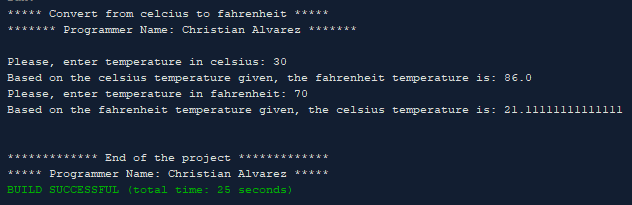 ***** Convert from celcius to fahrenheit *****
******* Programmer Name: Christian Alvarez *******
Please, enter temperature in celsius: 30
Based on the celsius temperature given, the fahrenheit temperature is: 86.0
Please, enter temperature in fahrenheit: 70
Based on the fahrenheit temperature given, the celsius temperature is: 21.11111111111111
************* End of the project *************
***** Programmer Name: Christian Alvarez *****
BUILD SUCCESSFUL (total time: 25 seconds)